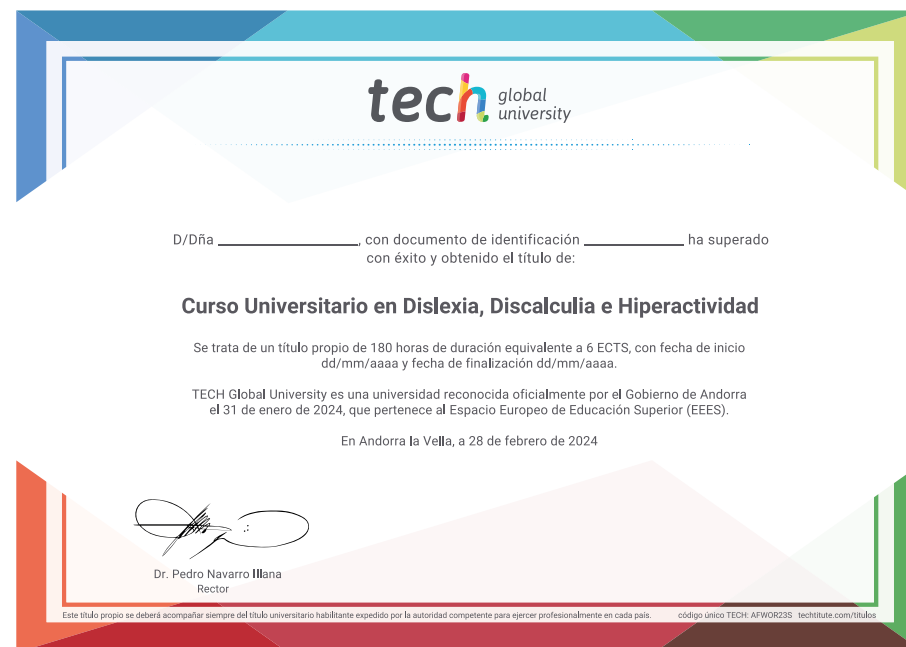 tech global university
D/Dña ____________________, con documento de identificación ______________ ha superado
con éxito y obtenido el título de:
Curso Universitario en Dislexia, Discalculia e Hiperactividad
Se trata de un título propio de 180 horas de duración equivalente a 6 ECTS, con fecha de inicio
dd/mm/aaaa y fecha de finalización dd/mm/aaaa.
TECH Global University es una universidad reconocida oficialmente por el Gobierno de Andorra
el 31 de enero de 2024, que pertenece al Espacio Europeo de Educación Superior (EEES).
En Andorra la Vella, a 28 de febrero de 2024
Dr. Pedro Navarro Illana
Rector
Este título propio se deberá acompañar siempre del título universitario habilitante expedido por la autoridad competente para ejercer profesionalmente en cada país. código único TECH: AFWOR23S techtitute.com/titulos